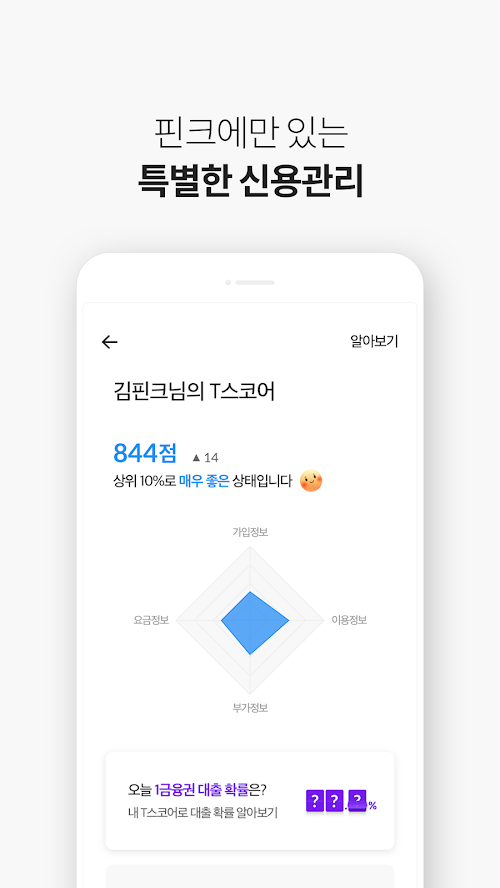 핀크에만 있는
특별한 신용관리
알아보기
김핀크님의 T스코어
844점 ▲ 14
상위 10%로 매우 좋은 상태입니다
가입정보
요금정보 이용정보
부가정보
오늘 1금융권 대출 확률은?
내 T스코어로 대출 확률 알아보기
? ? ? %